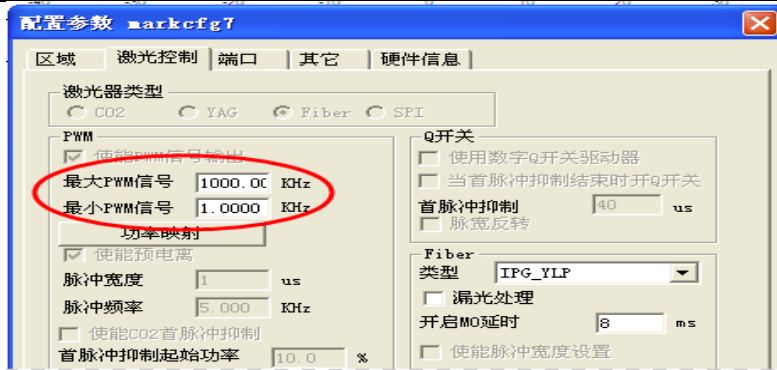 配置参数 markcfg7
区域 激光控制 端口 其它 硬件信息
激光器类型
CO2 YAG Fiber SPI
PWM
使能PWM信号输出
最大PWM信号 1000.00 KHz
最小PWM信号 1.0000 KHz
功率映射
使能预电离
脉冲宽度 1 us
脉冲频率 5.000 KHz
使能CO2首脉冲抑制
首脉冲抑制起始功率 10.0 %
Q开关
使用数字Q开关驱动器
当首脉冲抑制结束时开Q开关
首脉冲抑制 40 us
脉宽反转
Fiber
类型 IPG_YLP
漏光处理
开启MO延时 8 ms
使能脉冲宽度设置